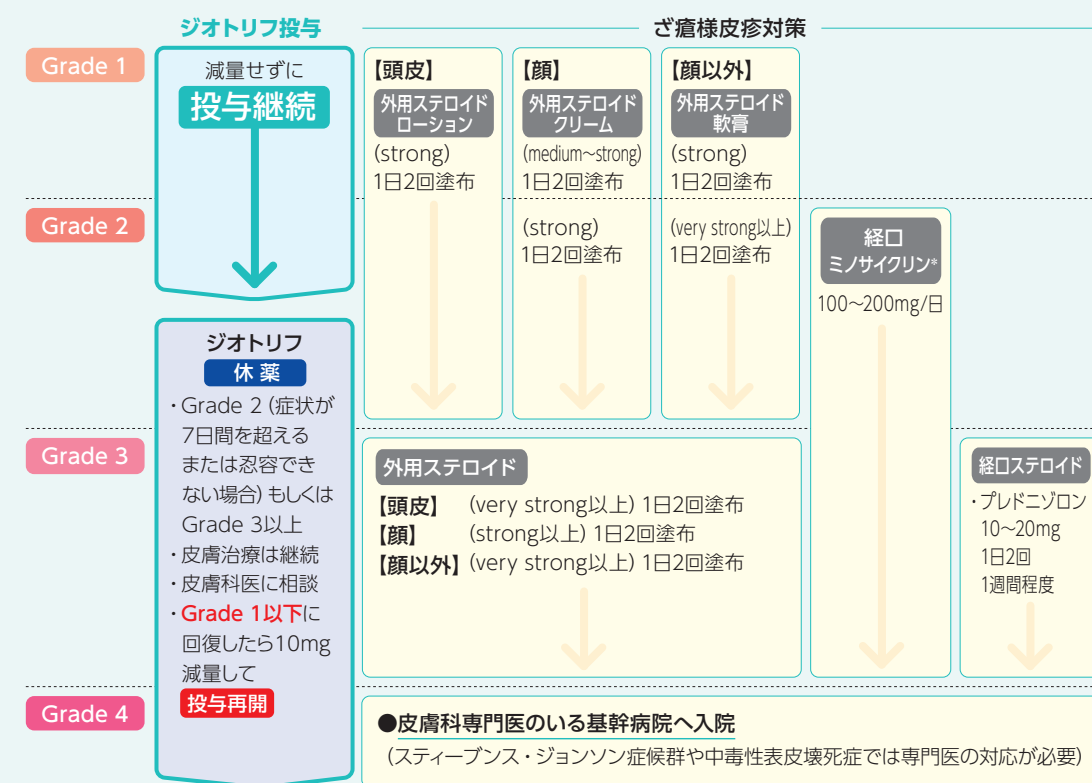 ジオトリフ投与
ざ瘡様皮疹対策
Grade 1
減量せずに
投与継続
【頭皮】
外用ステロイド
ローション
(strong)
1日2回塗布
【顔】
外用ステロイド
クリーム
(medium〜strong)
1日2回塗布
【顔以外】
外用ステロイド
軟膏
(strong)
1日2回塗布
Grade 2
(strong)
1日2回塗布
(very strong以上)
1日2回塗布
経口
ミノサイクリン*
100〜200mg/日
ジオトリフ
休薬
・Grade 2 (症状が
7日間を超える
または忍容でき
ない場合) もしくは
Grade 3以上
・皮膚治療は継続
・皮膚科医に相談
・Grade 1以下に
回復したら10mg
減量して
投与再開
Grade 3
外用ステロイド
【頭皮】 (very strong以上) 1日2回塗布
【顔】 (strong以上) 1日2回塗布
【顔以外】 (very strong以上) 1日2回塗布
経口ステロイド
・プレドニゾロン
10〜20mg
1日2回
1週間程度
Grade 4
●皮膚科専門医のいる基幹病院へ入院
(スティーブンス・ジョンソン症候群や中毒性表皮壊死症では専門医の対応が必要)